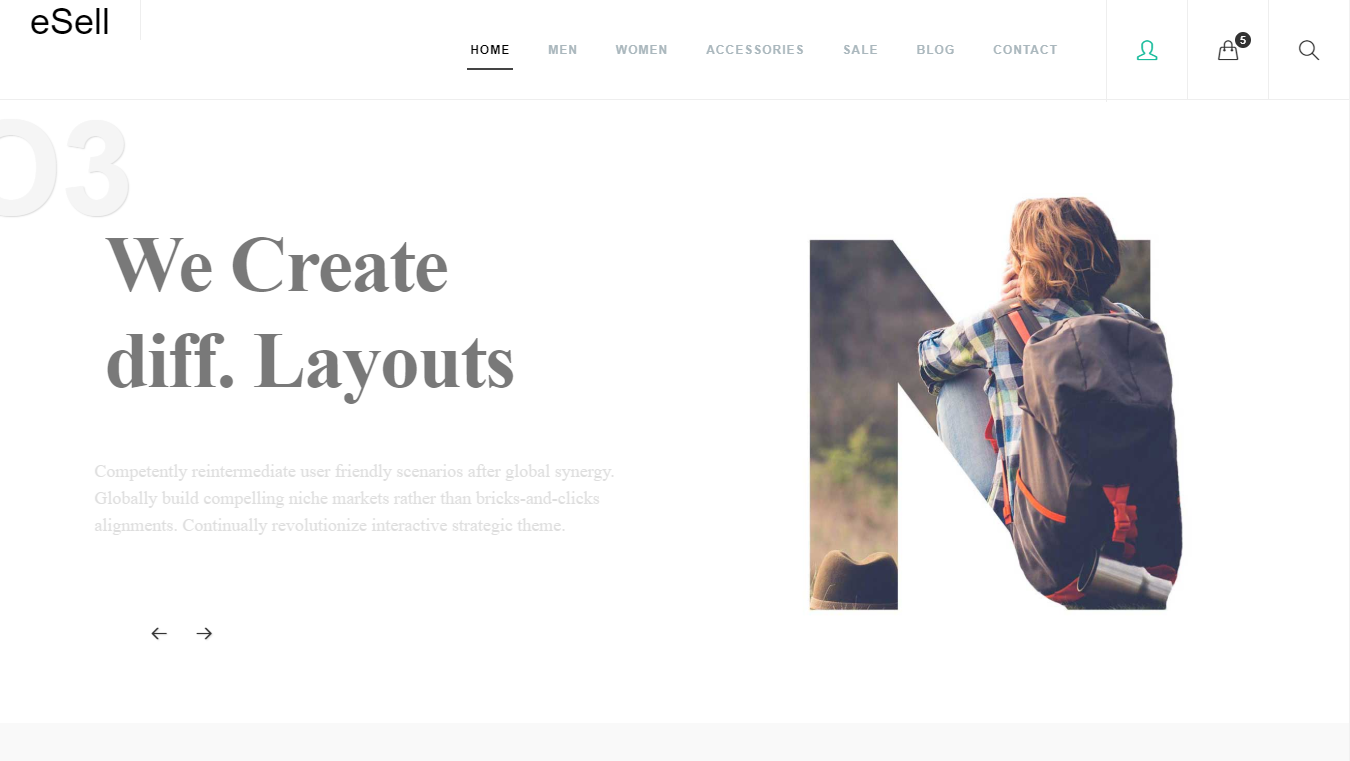 eSell
HOME MEN WOMEN ACCESSORIES SALE BLOG CONTACT
5
03
We Create
diff. Layouts
Competently reintermediate user friendly scenarios after global synergy.
Globally build compelling niche markets rather than bricks-and-clicks
alignments. Continually revolutionize interactive strategic theme.
N